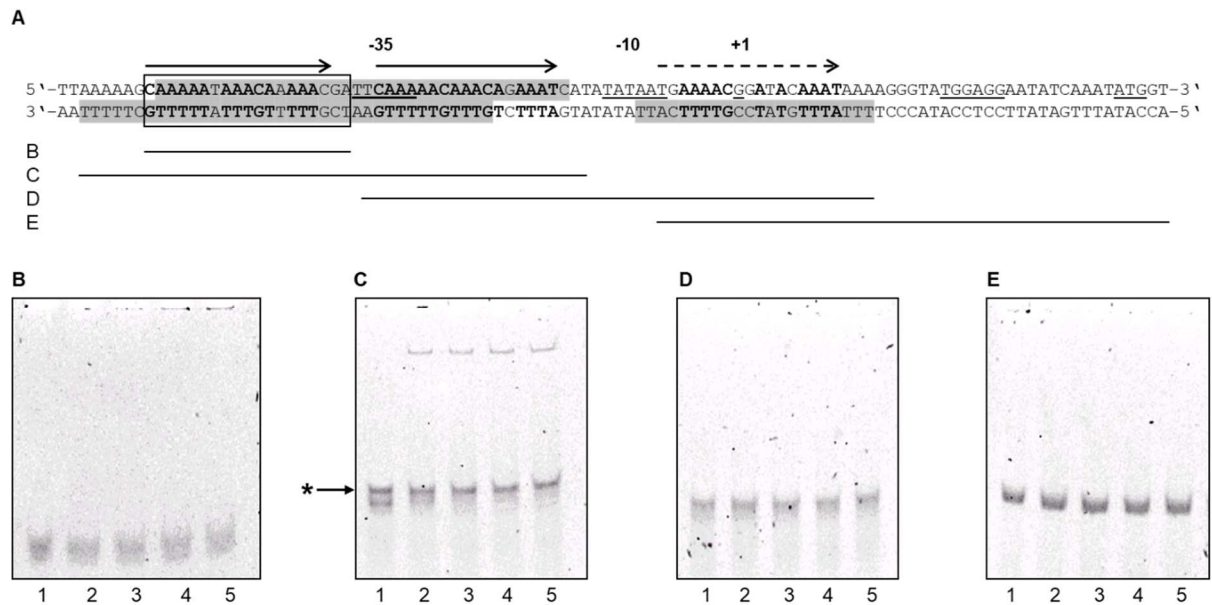 A
-35 -10 +1
5‘-TTAAAAAGCAAAAATAAACAAAAACGATTCAAAAACAAACAGAAATCATATATAATGAAAACGGATACAAATAAAAGGGTATGGAGGAATATCAAATATGGT-3‘
3‘-AATTTTTCGTTTTTATTTGTTTTTGCTAAGTTTTTGTTTGTCTTTAGTATATATTACTTTTGCCTATGTTTATTTTCCCATACCTCCTTATAGTTTATACCA-5‘
B
C
D
E
B C D E
*
1 2 3 4 5 1 2 3 4 5 1 2 3 4 5 1 2 3 4 5